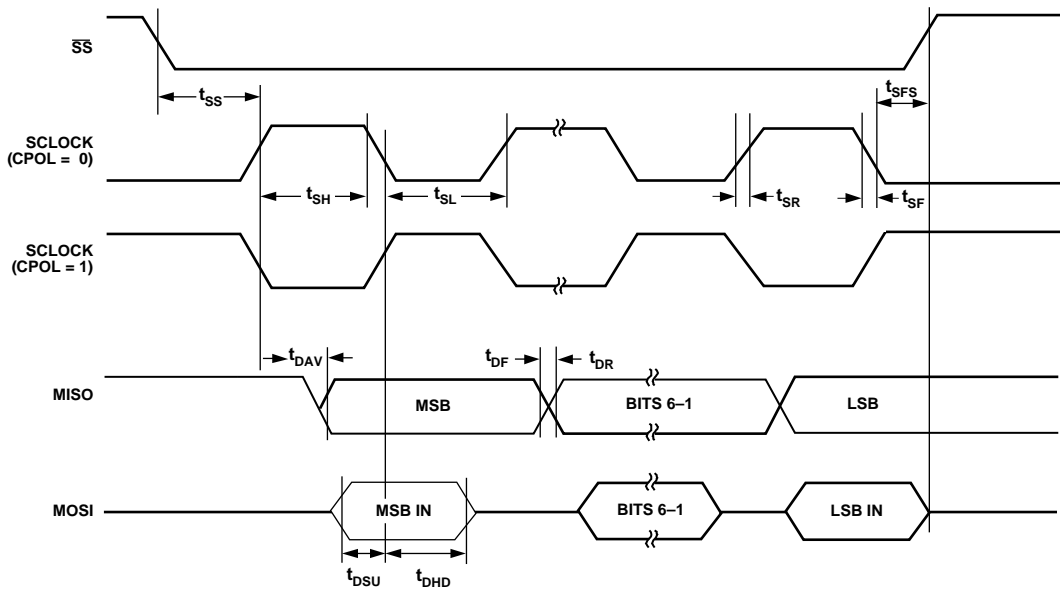 SS
tSS
tSFS
SCLOCK
(CPOL = 0)
tSH
tSL
tSR
tSF
SCLOCK
(CPOL = 1)
tDAV
tDF
tDR
MISO
MSB
BITS 6–1
LSB
MOSI
MSB IN
BITS 6–1
LSB IN
tDSU
tDHD